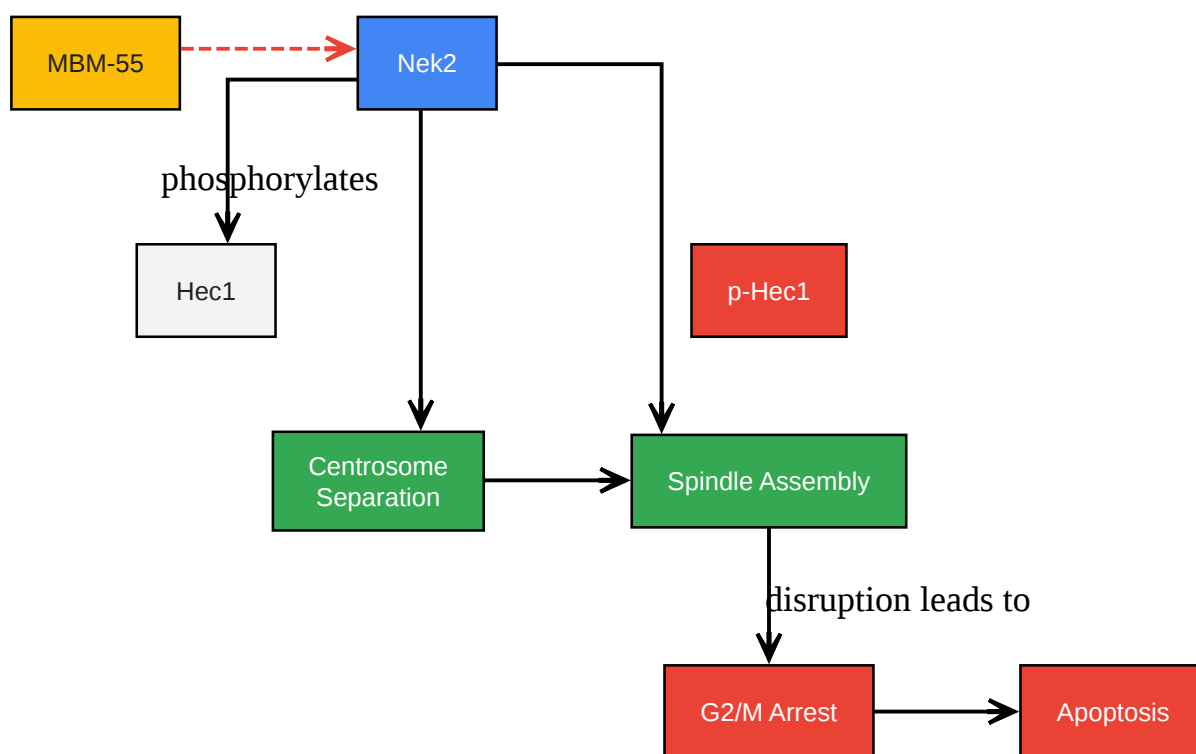 MBM-55
Nek2
phosphorylates
Hec1
p-Hec1
Centrosome
Separation
Spindle Assembly
disruption leads to
G2/M Arrest
Apoptosis